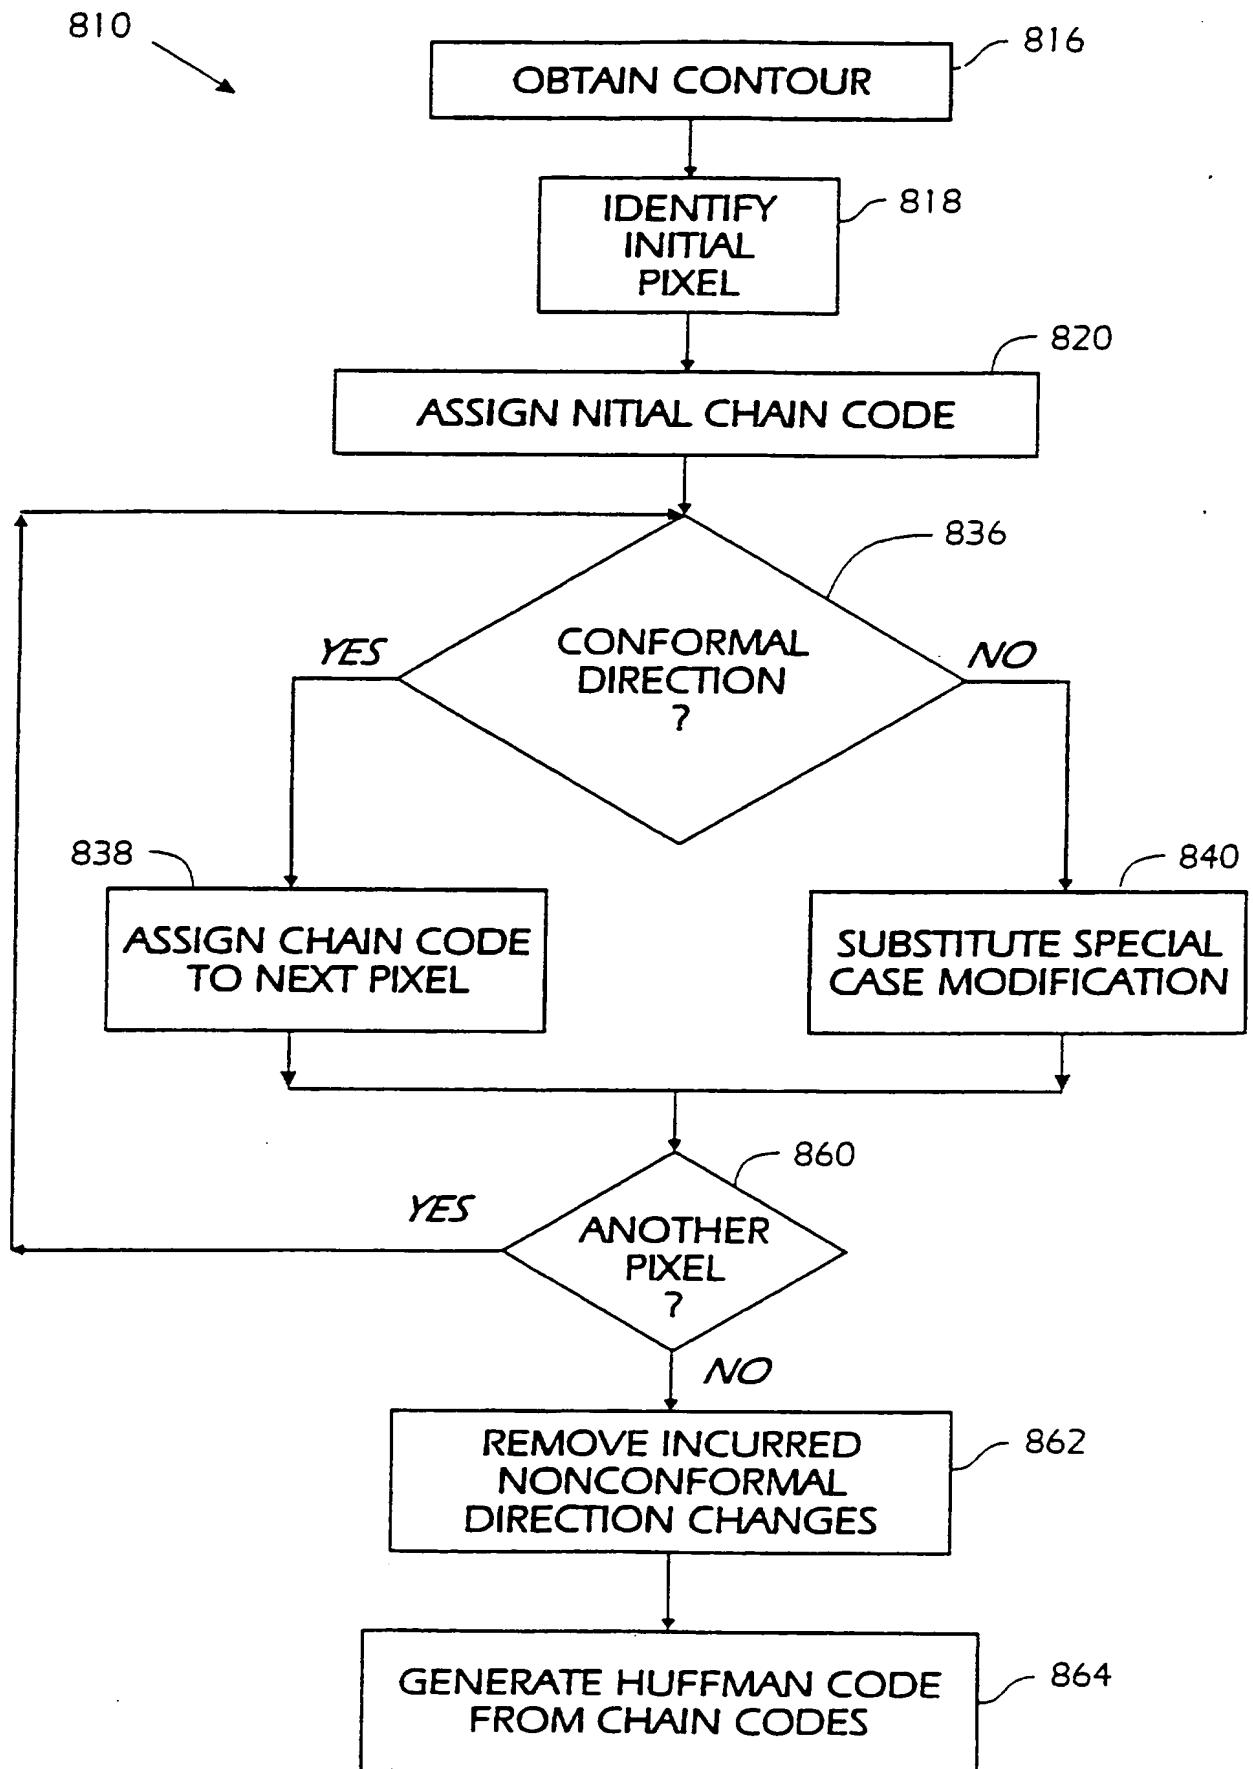 810
OBTAIN CONTOUR
816
IDENTIFY
INITIAL
PIXEL
818
820
ASSIGN NITIAL CHAIN CODE
836
CONFORMAL
DIRECTION
?
YES
NO
838
ASSIGN CHAIN CODE
TO NEXT PIXEL
840
SUBSTITUTE SPECIAL
CASE MODIFICATION
860
YES
ANOTHER
PIXEL
?
NO
REMOVE INCURRED
NONCONFORMAL
DIRECTION CHANGES
862
GENERATE HUFFMAN CODE
FROM CHAIN CODES
864